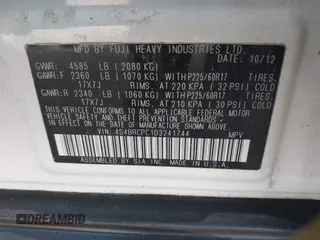 MFD BY: FUJI HEAVY INDUSTRIES LTD. 10/12
GVWR: 4585 LB (2080 KG)
GAWR:F 2360 LB (1070 KG) WITH P225/60R17 TIRES
17X7J RIMS AT 220 KPA (32 PSI) COLD
GAWR:R 2340 LB (1060 KG) WITH P225/60R17 TIRES
17X7J RIMS AT 210 KPA (30 PSI) COLD
THIS VEHICLE CONFORMS TO ALL APPLICABLE FEDERAL MOTOR
VEHICLE SAFETY, BUMPER AND THEFT PREVENTION
STANDARDS IN EFFECT ON THE DATE OF MANUFACTURE
VIN: 4S4BRCPC1D3241744 MPV
ASSEMBLED BY SIA INC. MADE IN U.S.A.
DREAMBID